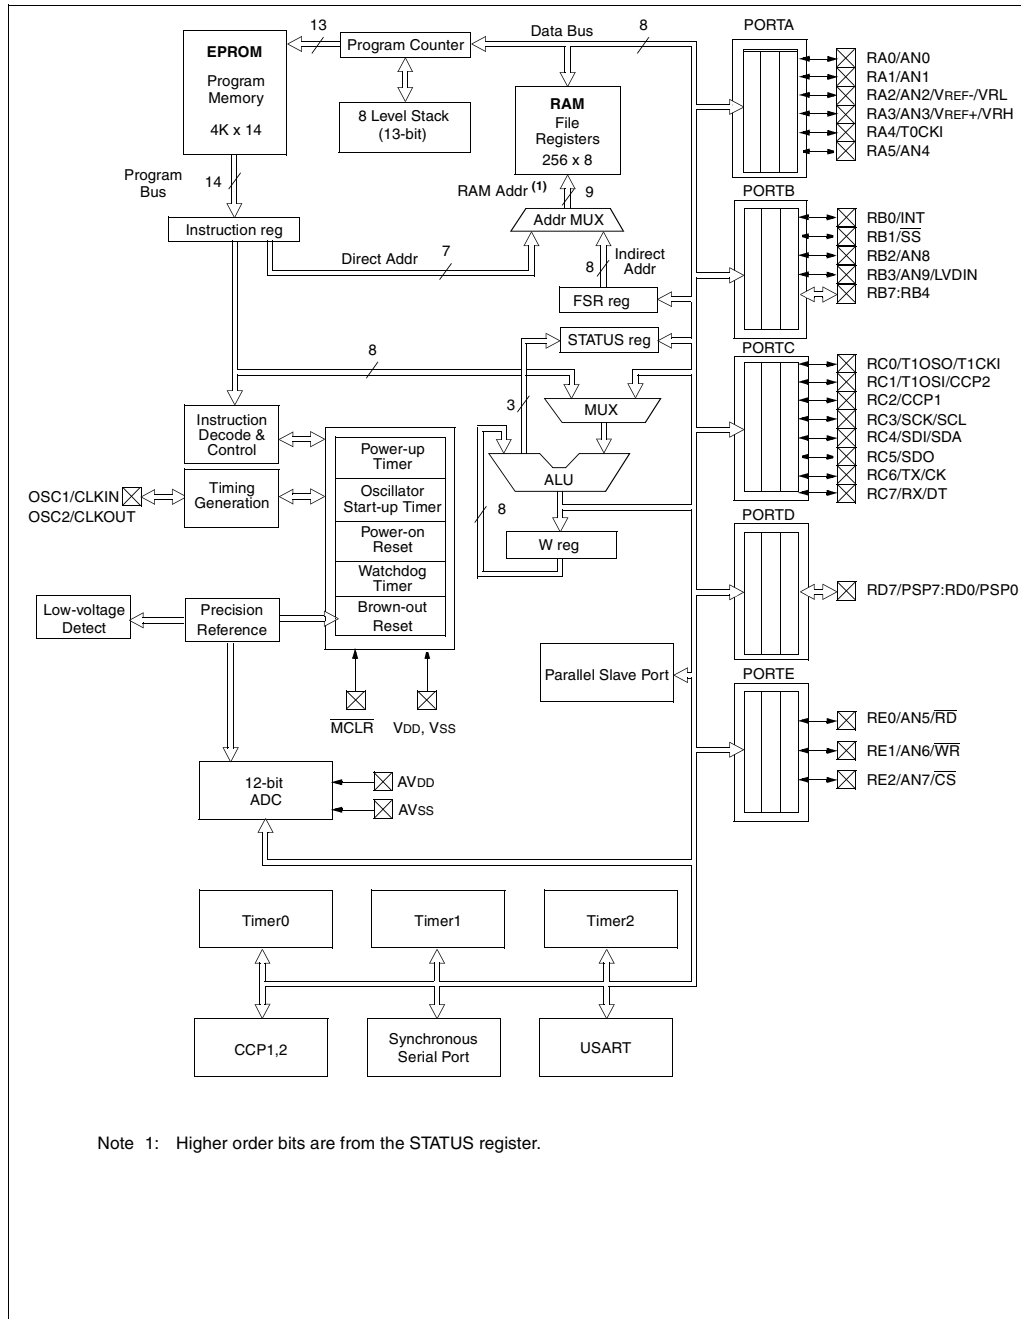 13
Data Bus
8
PORTA
EPROM
Program
Memory
4K x 14
Program Counter
8 Level Stack
(13-bit)
RAM
File
Registers
256 x 8
RA0/AN0
RA1/AN1
RA2/AN2/VREF-/VRL
RA3/AN3/VREF+/VRH
RA4/T0CKI
RA5/AN4
Program
Bus
14
RAM Addr (1)
9
PORTB
Instruction reg
Addr MUX
RB0/INT
RB1/S̅S̅
RB2/AN8
RB3/AN9/LVDIN
RB7:RB4
Direct Addr
7
8
Indirect
Addr
FSR reg
STATUS reg
PORTC
8
3
MUX
RC0/T1OSO/T1CKI
RC1/T1OSI/CCP2
RC2/CCP1
RC3/SCK/SCL
RC4/SDI/SDA
RC5/SDO
RC6/TX/CK
RC7/RX/DT
Instruction
Decode &
Control
Power-up
Timer
ALU
OSC1/CLKIN
OSC2/CLKOUT
Timing
Generation
Oscillator
Start-up Timer
8
PORTD
Power-on
Reset
W reg
Watchdog
Timer
RD7/PSP7:RD0/PSP0
Low-voltage
Detect
Precision
Reference
Brown-out
Reset
Parallel Slave Port
PORTE
M̅C̅L̅R̅
VDD, VSS
RE0/AN5/R̅D̅
RE1/AN6/W̅R̅
RE2/AN7/C̅S̅
12-bit
ADC
AVDD
AVSS
Timer0
Timer1
Timer2
CCP1,2
Synchronous
Serial Port
USART
Note 1: Higher order bits are from the STATUS register.